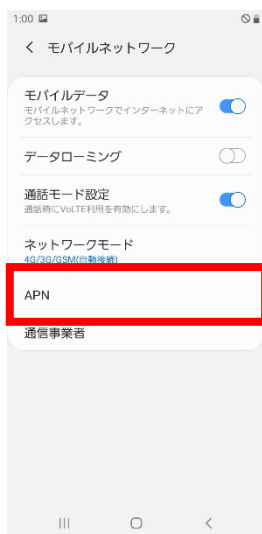 1:00
モバイルネットワーク
モバイルデータ
モバイルネットワークでインターネットにア
クセスします。
データローミング
通話モード設定
通話時にVoLTE利用を有効にします。
ネットワークモード
4G/3G/GSM(自動接続)
APN
通信事業者